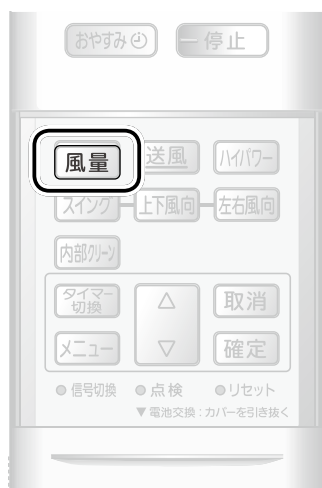 おやすみ 停止
風量 送風 ハイパワー
スイング 上下風向 左右風向
内部クリーン
タイマー
切換 △ 取消
メニュー ▽ 確定
● 信号切換 ● 点検 ● リセット
▼電池交換：カバーを引き抜く